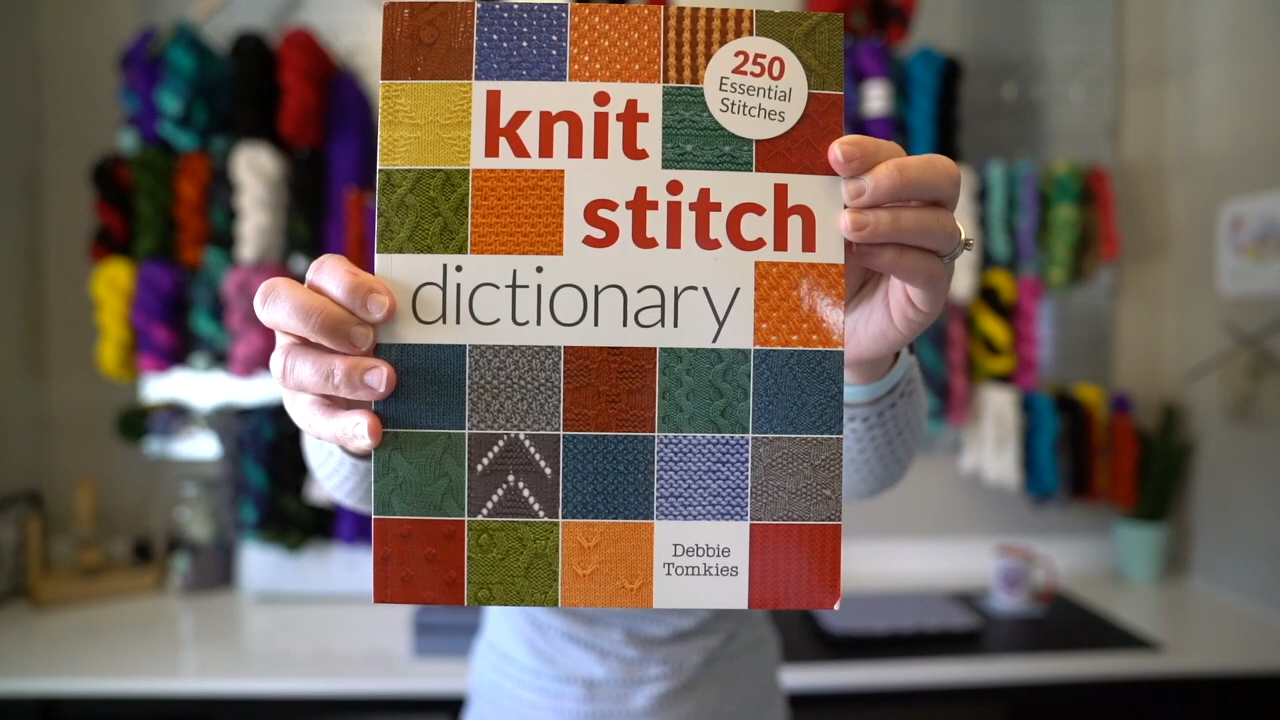 250
Essential
Stitches
knit
stitch
dictionary
Debbie
Tomkies